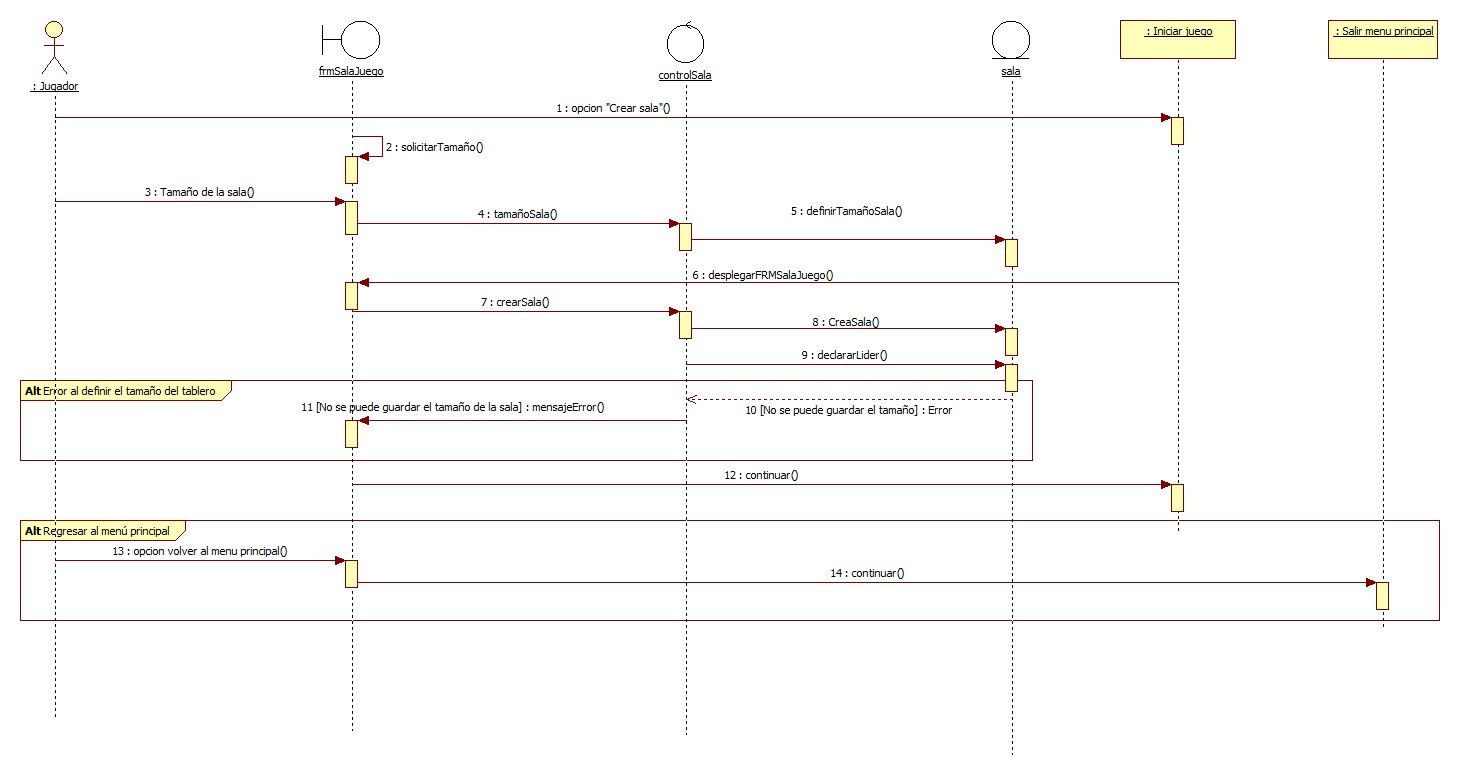 : Jugador
frmSalaJuego
controlSala
sala
: Iniciar juego
: Salir menu principal
1 : opcion "Crear sala"()
2 : solicitarTamaño()
3 : Tamaño de la sala()
4 : tamañoSala()
5 : definirTamañoSala()
6 : desplegarFRMSalaJuego()
7 : crearSala()
8 : CreaSala()
9 : declararLider()
Alt Error al definir el tamaño del tablero
10 [No se puede guardar el tamaño] : Error
11 [No se puede guardar el tamaño de la sala] : mensajeError()
12 : continuar()
Alt Regresar al menú principal
13 : opcion volver al menu principal()
14 : continuar()